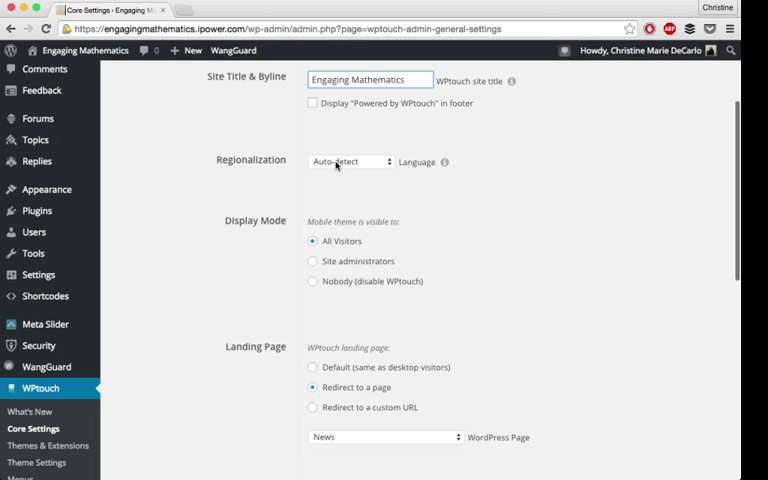 Christine
Core Settings ‹ Engaging M
https://engagingmathematics.ipower.com/wp-admin/admin.php?page=wptouch-admin-general-settings
Engaging Mathematics
0
+ New
WangGuard
Howdy, Christine Marie DeCarlo
ABP
Comments
Feedback
Forums
Topics
Replies
Appearance
Plugins
Users
Tools
Settings
Shortcodes
Meta Slider
Security
WangGuard
WPtouch
What's New
Core Settings
Themes & Extensions
Theme Settings
Menus
Site Title & Byline
Engaging Mathematics
WPtouch site title
Display "Powered by WPtouch" in footer
Regionalization
Auto-detect
Language
Display Mode
Mobile theme is visible to:
All Visitors
Site administrators
Nobody (disable WPtouch)
Landing Page
WPtouch landing page:
Default (same as desktop visitors)
Redirect to a page
Redirect to a custom URL
News
WordPress Page